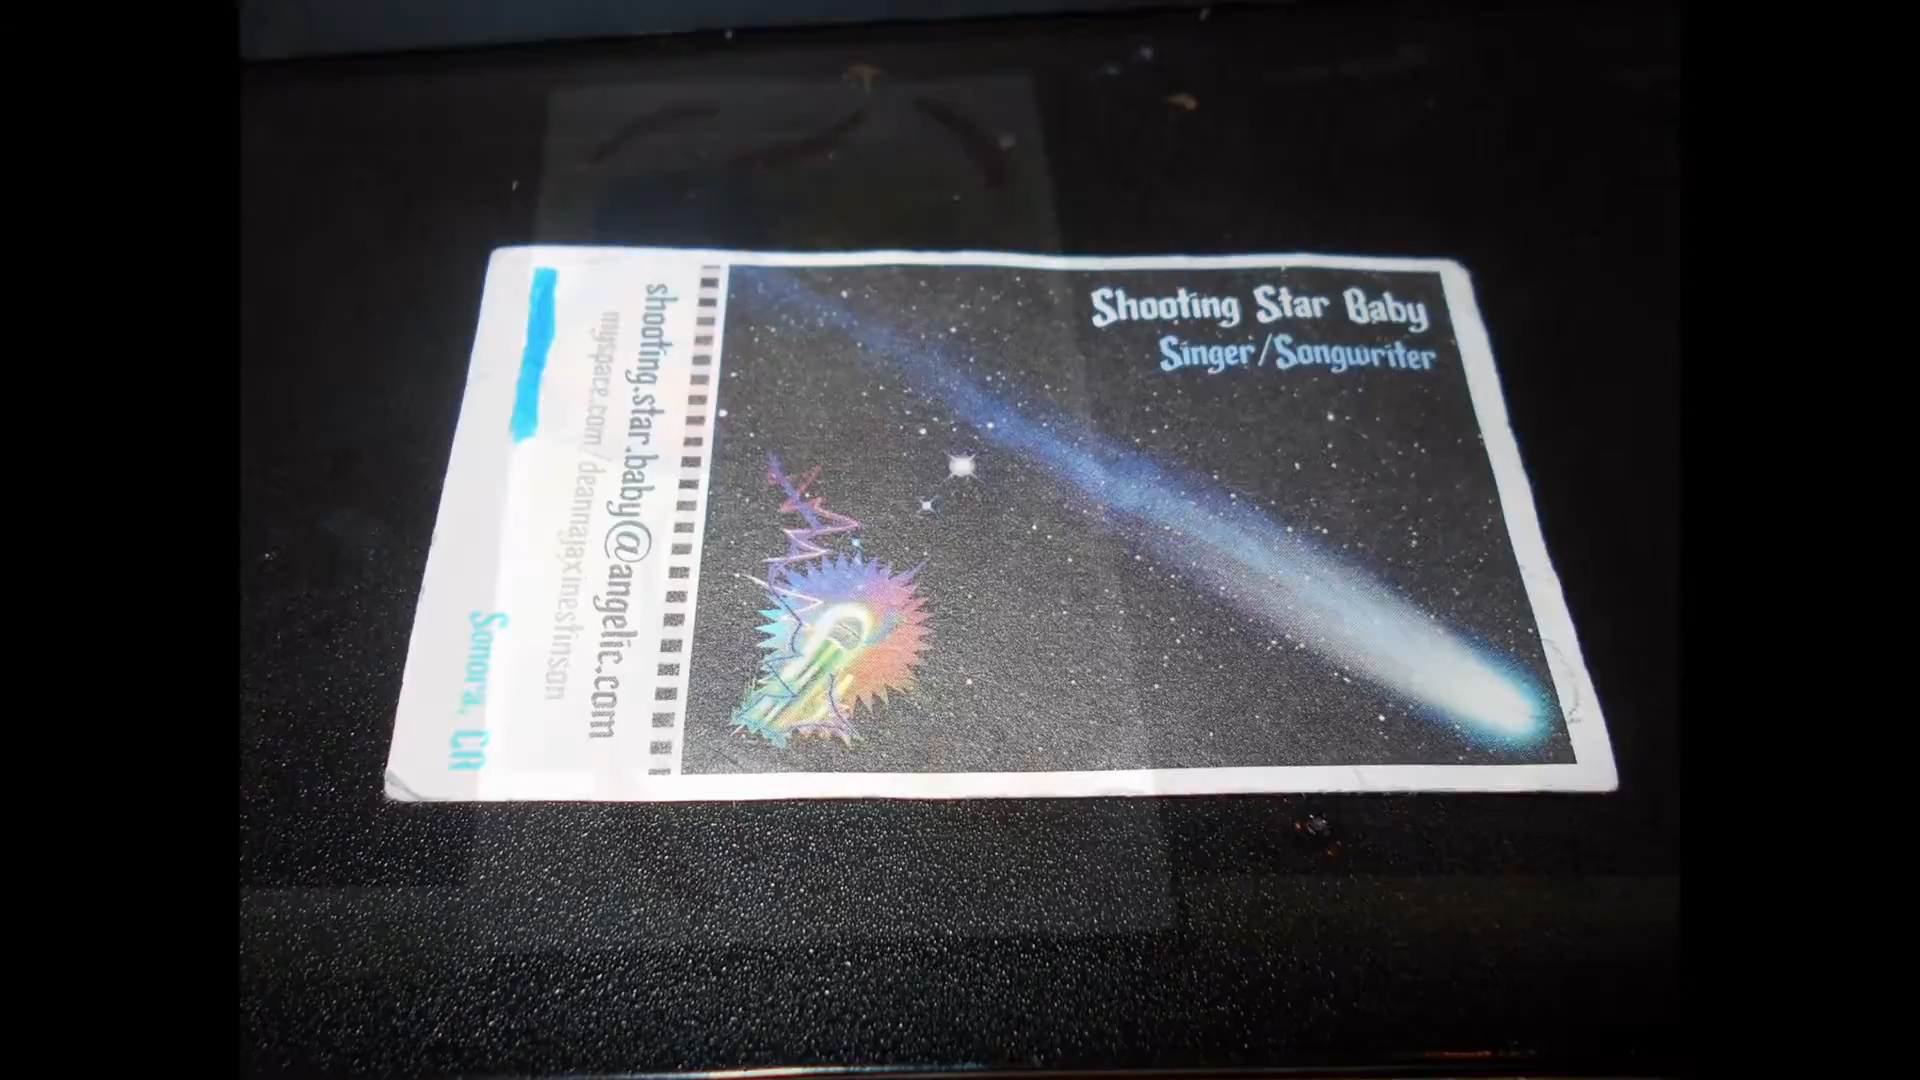 Shooting Star Baby
Singer/Songwriter
shooting.star.baby@angelic.com
myspace.com/deannajaxinestinson
Sonora, CA